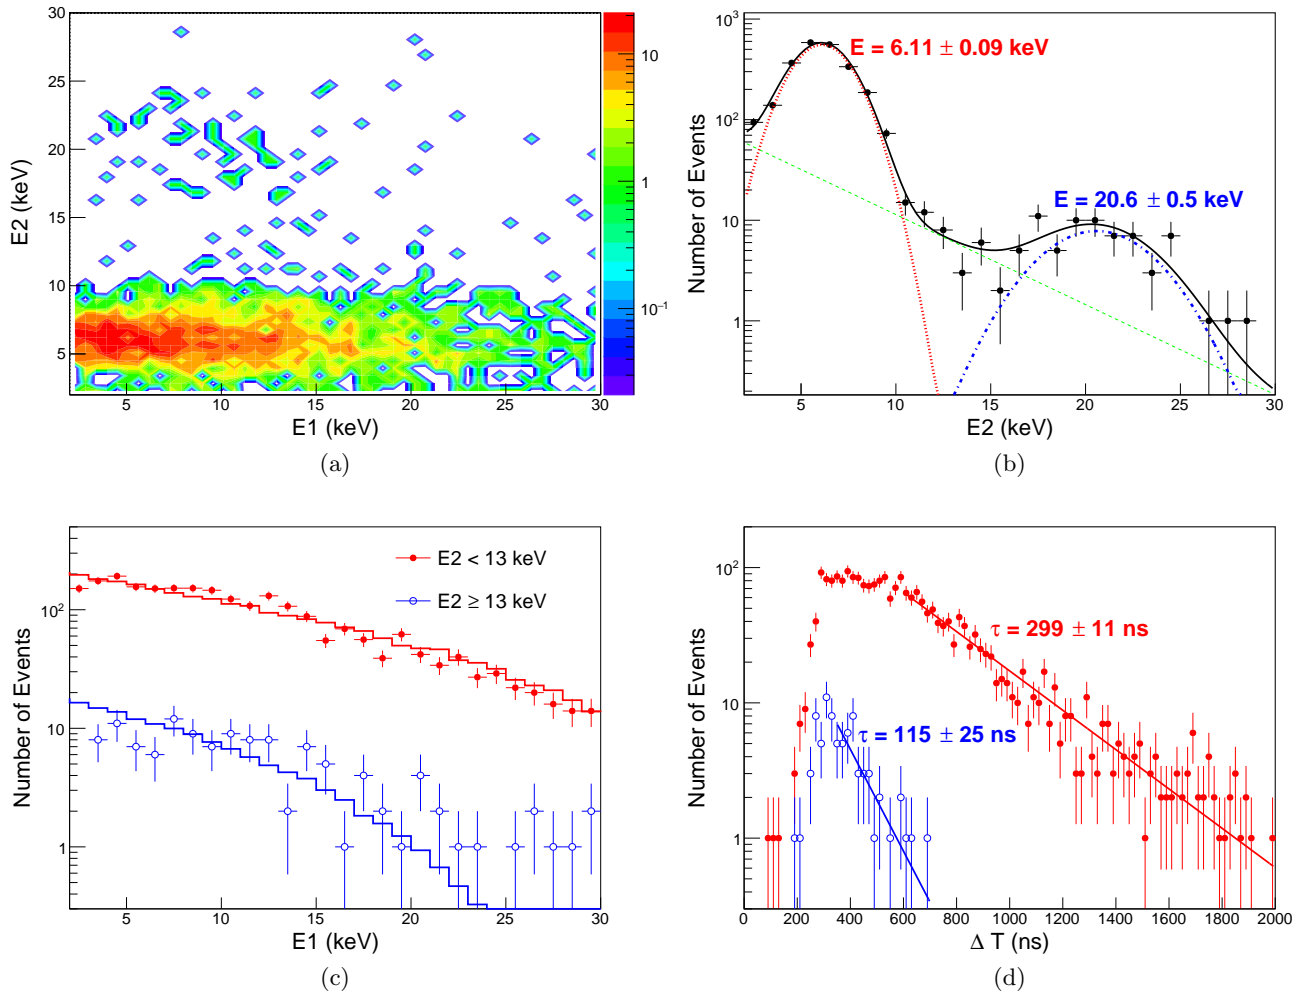 30
25
20
15
10
5
E2 (keV)
5 10 15 20 25 30
E1 (keV)
10
1
10⁻¹
(a)
10³
10²
10
1
Number of Events
E = 6.11 ± 0.09 keV
E = 20.6 ± 0.5 keV
5 10 15 20 25 30
E2 (keV)
(b)
10²
10
1
Number of Events
E2 < 13 keV
E2 ≥ 13 keV
5 10 15 20 25 30
E1 (keV)
(c)
10²
10
1
Number of Events
τ = 299 ± 11 ns
τ = 115 ± 25 ns
0 200 400 600 800 1000 1200 1400 1600 1800 2000
Δ T (ns)
(d)